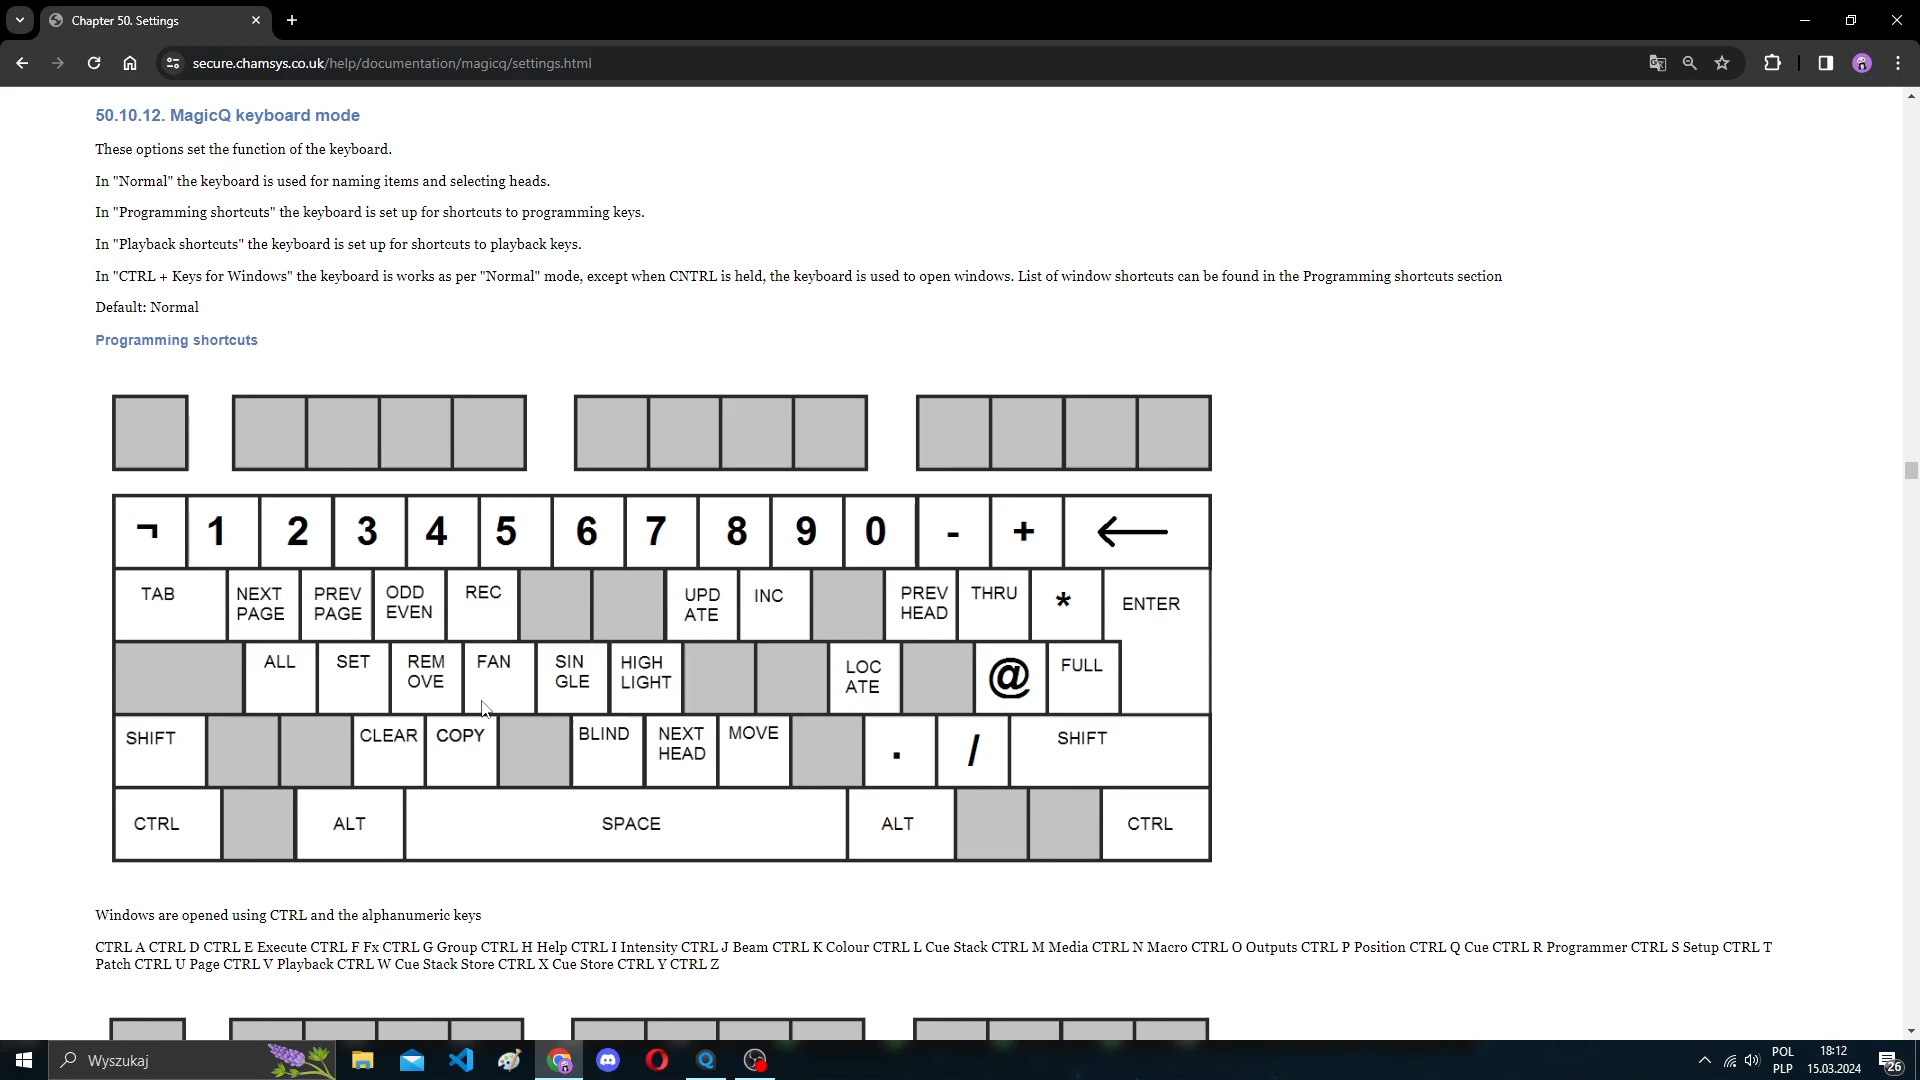 Chapter 50. Settings
secure.chamsys.co.uk/help/documentation/magicq/settings.html
50.10.12. MagicQ keyboard mode
These options set the function of the keyboard.
In "Normal" the keyboard is used for naming items and selecting heads.
In "Programming shortcuts" the keyboard is set up for shortcuts to programming keys.
In "Playback shortcuts" the keyboard is set up for shortcuts to playback keys.
In "CTRL + Keys for Windows" the keyboard is works as per "Normal" mode, except when CNTRL is held, the keyboard is used to open windows. List of window shortcuts can be found in the Programming shortcuts section
Default: Normal
Programming shortcuts
¬ 1 2 3 4 5 6 7 8 9 0 - + ←
TAB NEXT PAGE PREV PAGE ODD EVEN REC UPD ATE INC PREV HEAD THRU * ENTER
ALL SET REM OVE FAN SIN GLE HIGH LIGHT LOC ATE @ FULL
SHIFT CLEAR COPY BLIND NEXT HEAD MOVE . / SHIFT
CTRL ALT SPACE ALT CTRL
Windows are opened using CTRL and the alphanumeric keys
CTRL A CTRL D CTRL E Execute CTRL F Fx CTRL G Group CTRL H Help CTRL I Intensity CTRL J Beam CTRL K Colour CTRL L Cue Stack CTRL M Media CTRL N Macro CTRL O Outputs CTRL P Position CTRL Q Cue CTRL R Programmer CTRL S Setup CTRL T
Patch CTRL U Page CTRL V Playback CTRL W Cue Stack Store CTRL X Cue Store CTRL Y CTRL Z
Wyszukaj
POL
PLP
18:12
15.03.2024
26